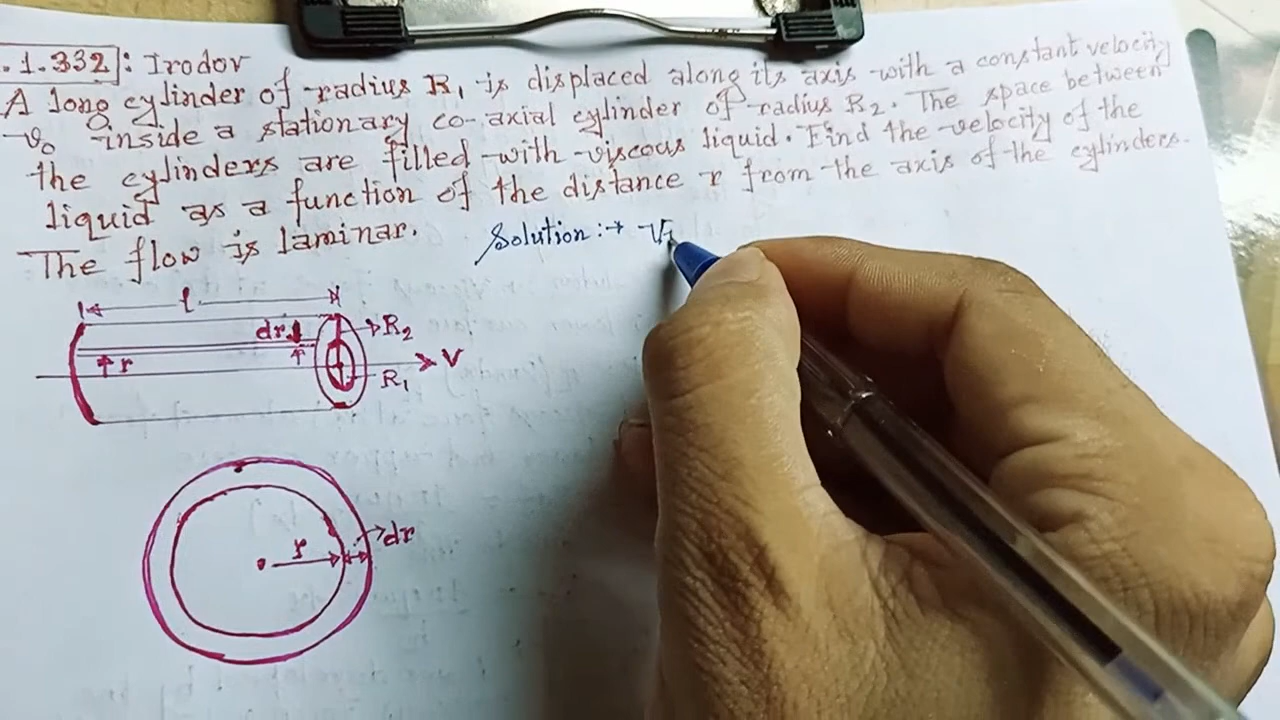 .1.332: Irodov
A long cylinder of radius R1 is displaced along its axis with a constant velocity
v0 inside a stationary co-axial cylinder of radius R2. The space between
the cylinders are filled with viscous liquid. Find the velocity of the
liquid as a function of the distance r from the axis of the cylinders.
The flow is laminar.
Solution:→ Vi
l
dr
R2
r
V
R1
dr
r